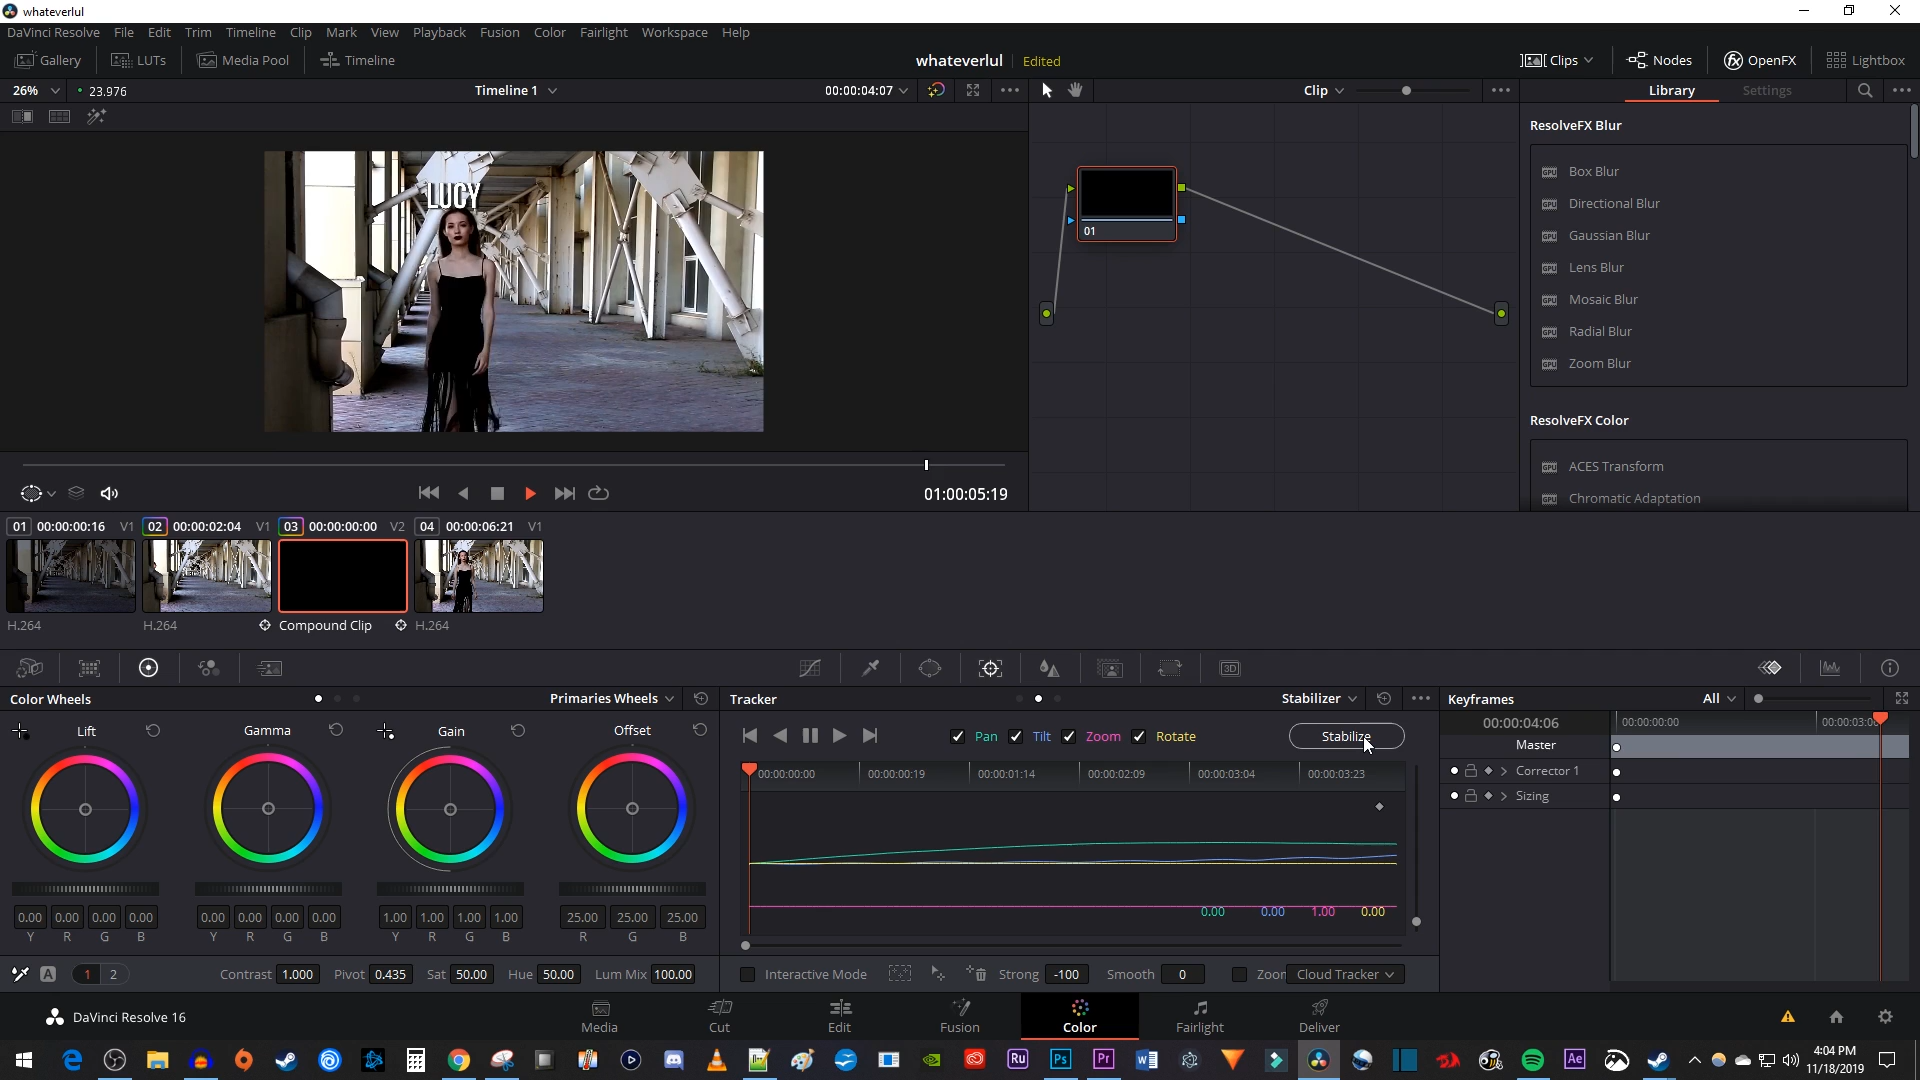 whateverlul
DaVinci Resolve File Edit Trim Timeline Clip Mark View Playback Fusion Color Fairlight Workspace Help
Gallery LUTs Media Pool Timeline whateverlul Edited Clips Nodes OpenFX Lightbox
26% 23.976 Timeline 1 00:00:04:07 Clip Library Settings
ResolveFX Blur
LUCY
Box Blur
Directional Blur
Gaussian Blur
Lens Blur
Mosaic Blur
Radial Blur
Zoom Blur
ResolveFX Color
ACES Transform
Chromatic Adaptation
01
01:00:05:19
01 00:00:00:16 V1 02 00:00:02:04 V1 03 00:00:00:00 V2 04 00:00:06:21 V1
H.264 H.264 Compound Clip H.264
3D
Color Wheels Primaries Wheels Tracker Stabilizer Keyframes All
Lift Gamma Gain Offset
Pan Tilt Zoom Rotate Stabilize
00:00:04:06 00:00:00:00 00:00:03:0
Master
Corrector 1
Sizing
00:00:00:00 00:00:00:19 00:00:01:14 00:00:02:09 00:00:03:04 00:00:03:23
0.00 0.00 1.00 0.00
0.00 0.00 0.00 0.00 0.00 0.00 0.00 0.00 1.00 1.00 1.00 1.00 25.00 25.00 25.00
Y R G B Y R G B Y R G B R G B
A 1 2 Contrast 1.000 Pivot 0.435 Sat 50.00 Hue 50.00 Lum Mix 100.00
Interactive Mode Strong -100 Smooth 0 Zoor Cloud Tracker
DaVinci Resolve 16 Media Cut Edit Fusion Color Fairlight Deliver
Ru Ps Pr Ae
4:04 PM
11/18/2019